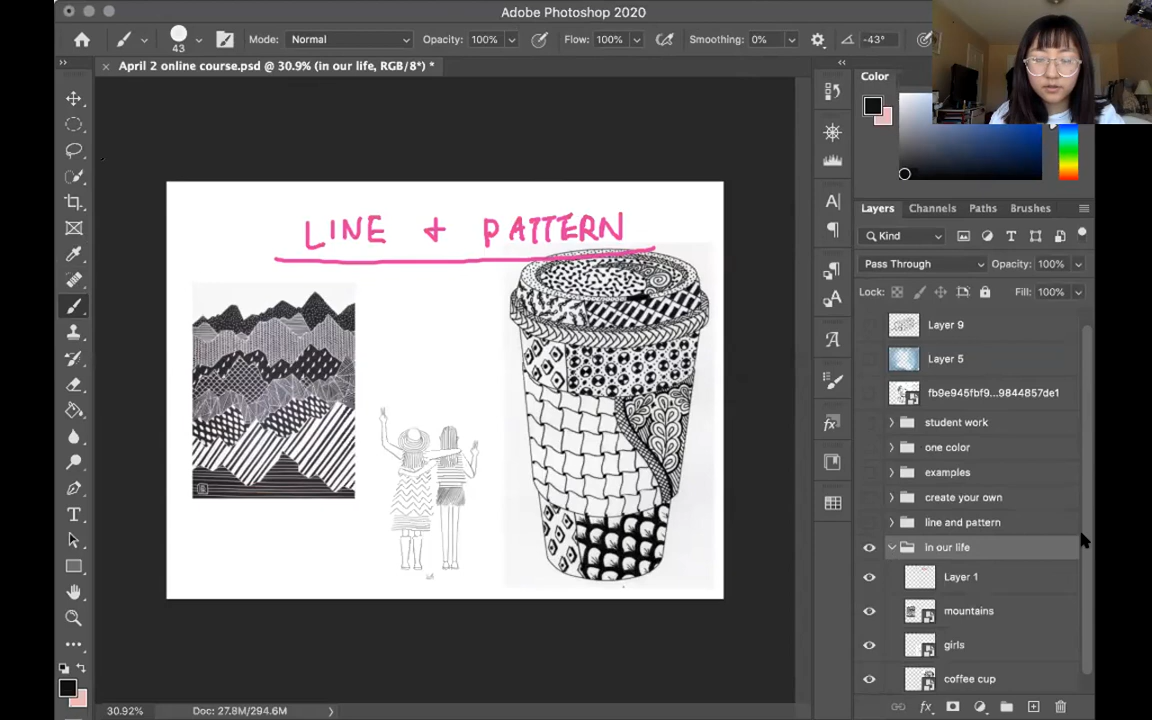 Adobe Photoshop 2020
43
Mode: Normal
Opacity: 100%
Flow: 100%
Smoothing: 0%
-43°
April 2 online course.psd @ 30.9% (in our life, RGB/8*) *
Color
LINE + PATTERN
Layers Channels Paths Brushes
Kind
Pass Through
Opacity: 100%
Lock:
Fill: 100%
Layer 9
Layer 5
fb9e945fbf9...9844857de1
student work
one color
examples
create your own
line and pattern
in our life
Layer 1
mountains
girls
coffee cup
30.92%
Doc: 27.8M/294.6M